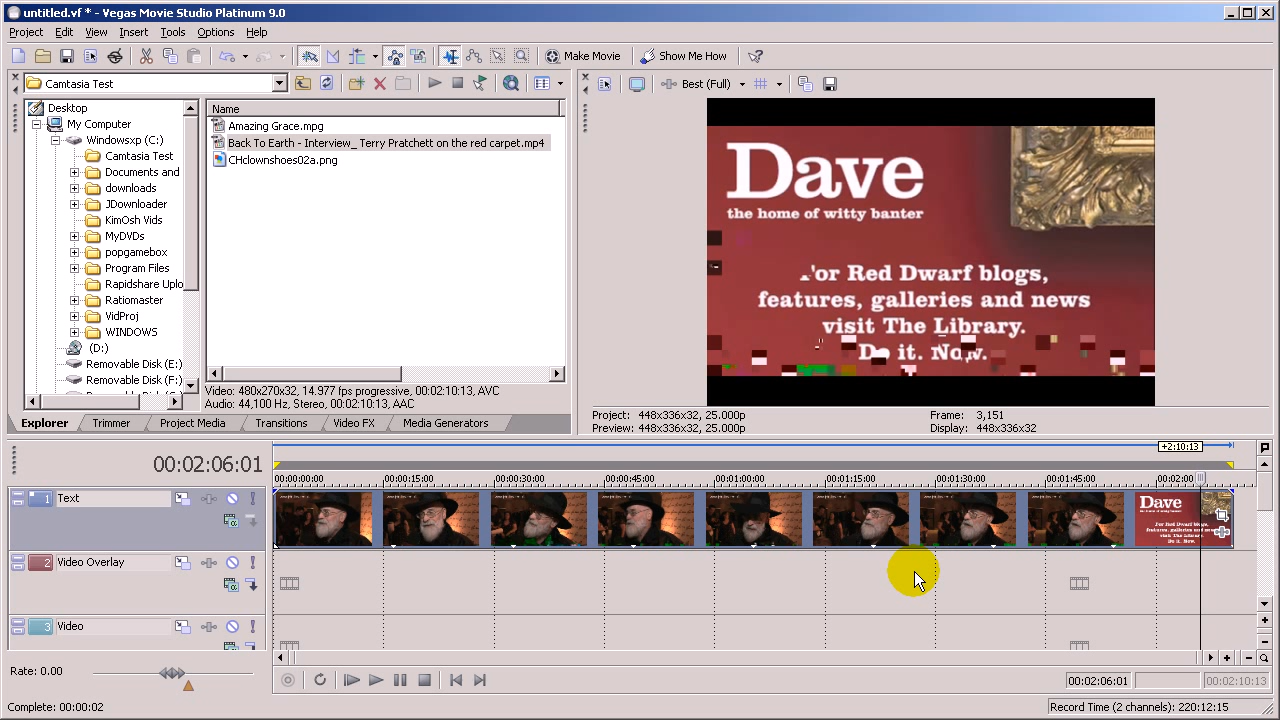 untitled.vf * - Vegas Movie Studio Platinum 9.0
Project Edit View Insert Tools Options Help
Make Movie Show Me How
Camtasia Test
Best (Full)
Desktop
My Computer
Windowsxp (C:)
Camtasia Test
Documents and
downloads
JDownloader
KimOsh Vids
MyDVDs
popgamebox
Program Files
Rapidshare Uplo
Ratiomaster
VidProj
WINDOWS
(D:)
Removable Disk (E:)
Removable Disk (F:)
Name
Amazing Grace.mpg
Back To Earth - Interview_ Terry Pratchett on the red carpet.mp4
CHclownshoes02a.png
Video: 480x270x32, 14.977 fps progressive, 00:02:10:13, AVC
Audio: 44,100 Hz, Stereo, 00:02:10:13, AAC
Explorer Trimmer Project Media Transitions Video FX Media Generators
Dave
the home of witty banter
For Red Dwarf blogs,
features, galleries and news
visit The Library.
Do it. Now.
Project: 448x336x32, 25.000p Frame: 3,151
Preview: 448x336x32, 25.000p Display: 448x336x32
+2:10:13
00:02:06:01
00:00:00:00 00:00:15:00 00:00:30:00 00:00:45:00 00:01:00:00 00:01:15:00 00:01:30:00 00:01:45:00 00:02:00
1 Text
Dave
2 Video Overlay
3 Video
Rate: 0.00
00:02:06:01 00:02:10:13
Complete: 00:00:02
Record Time (2 channels): 220:12:15